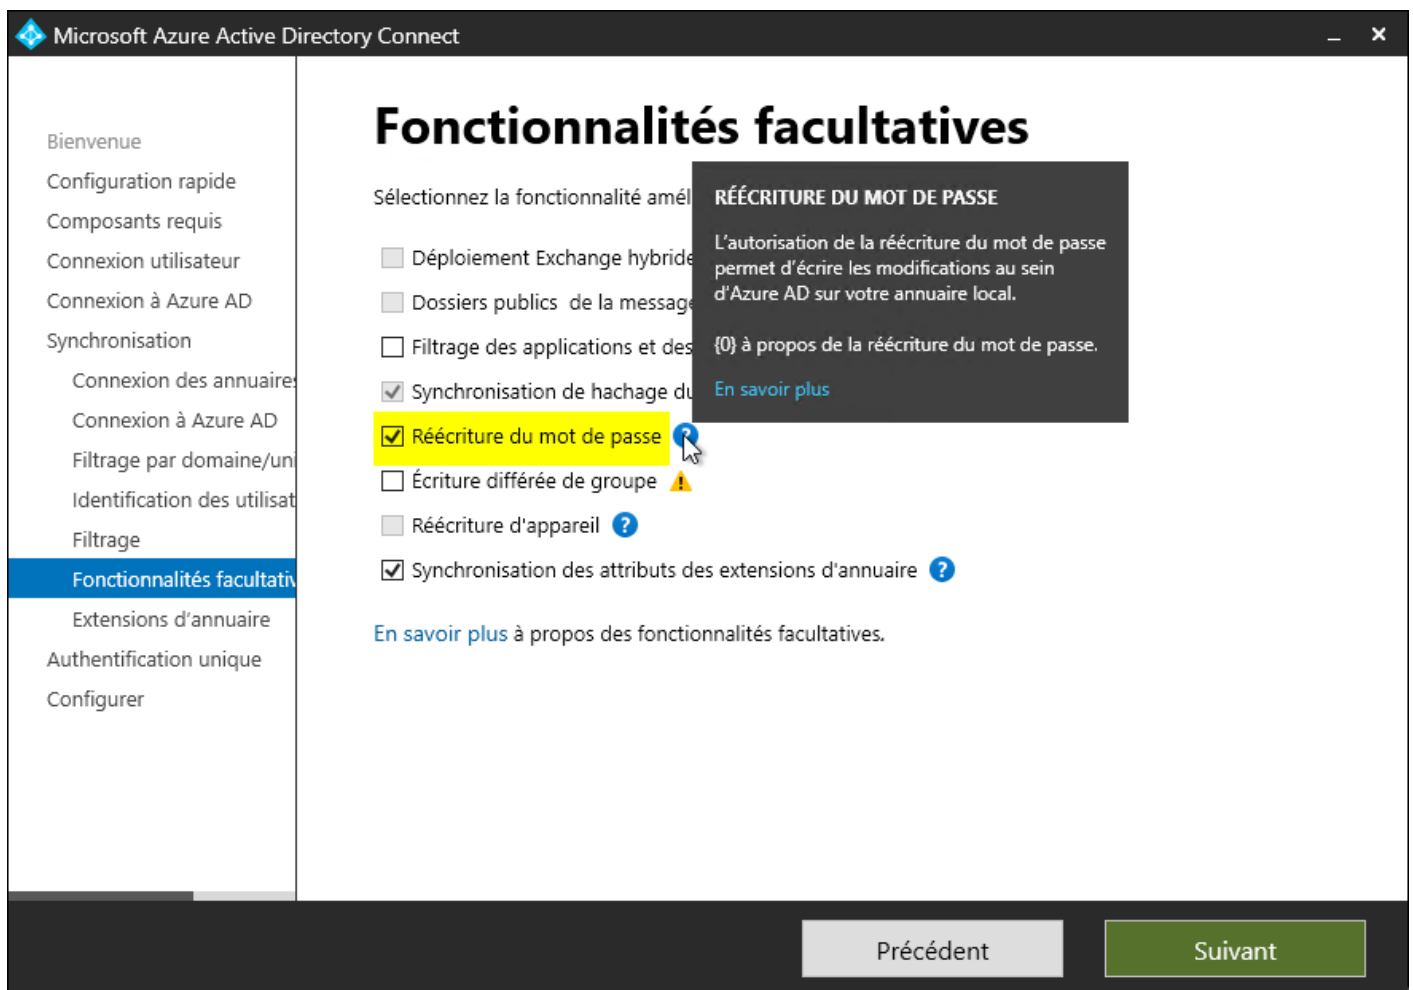 Microsoft Azure Active Directory Connect
Bienvenue
Configuration rapide
Composants requis
Connexion utilisateur
Connexion à Azure AD
Synchronisation
Connexion des annuaires
Connexion à Azure AD
Filtrage par domaine/uni
Identification des utilisat
Filtrage
Fonctionnalités facultativ
Extensions d’annuaire
Authentification unique
Configurer
Fonctionnalités facultatives
Sélectionnez la fonctionnalité amél
Déploiement Exchange hybride
Dossiers publics de la message
Filtrage des applications et des
Synchronisation de hachage du
Réécriture du mot de passe ?
Écriture différée de groupe
Réécriture d'appareil ?
Synchronisation des attributs des extensions d'annuaire ?
En savoir plus à propos des fonctionnalités facultatives.
RÉÉCRITURE DU MOT DE PASSE
L’autorisation de la réécriture du mot de passe
permet d’écrire les modifications au sein
d’Azure AD sur votre annuaire local.
{0} à propos de la réécriture du mot de passe.
En savoir plus
Précédent
Suivant